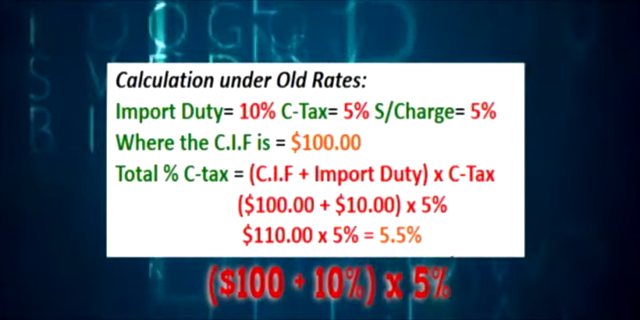 Calculation under Old Rates:
Import Duty= 10% C-Tax= 5% S/Charge= 5%
Where the C.I.F is = $100.00
Total % C-tax = (C.I.F + Import Duty) x C-Tax
($100.00 + $10.00) x 5%
$110.00 x 5% = 5.5%
($100 + 10%) x 5%